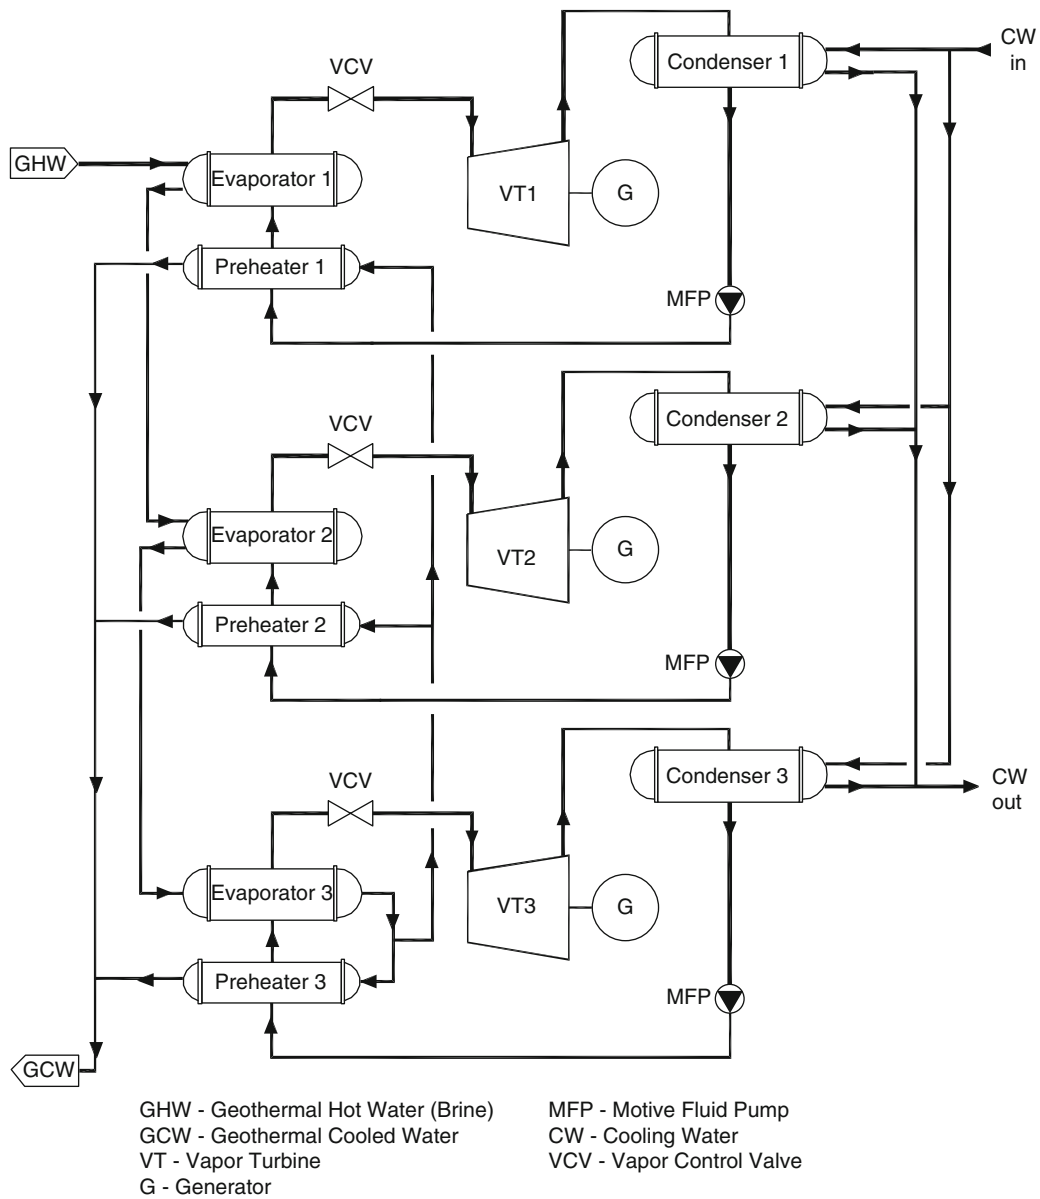 CW
in
Condenser 1
VCV
GHW
Evaporator 1
VT1
G
Preheater 1
MFP
Condenser 2
VCV
Evaporator 2
VT2
G
Preheater 2
MFP
Condenser 3
VCV
CW
out
Evaporator 3
VT3
G
Preheater 3
MFP
GCW
GHW - Geothermal Hot Water (Brine)
GCW - Geothermal Cooled Water
VT - Vapor Turbine
G - Generator
MFP - Motive Fluid Pump
CW - Cooling Water
VCV - Vapor Control Valve